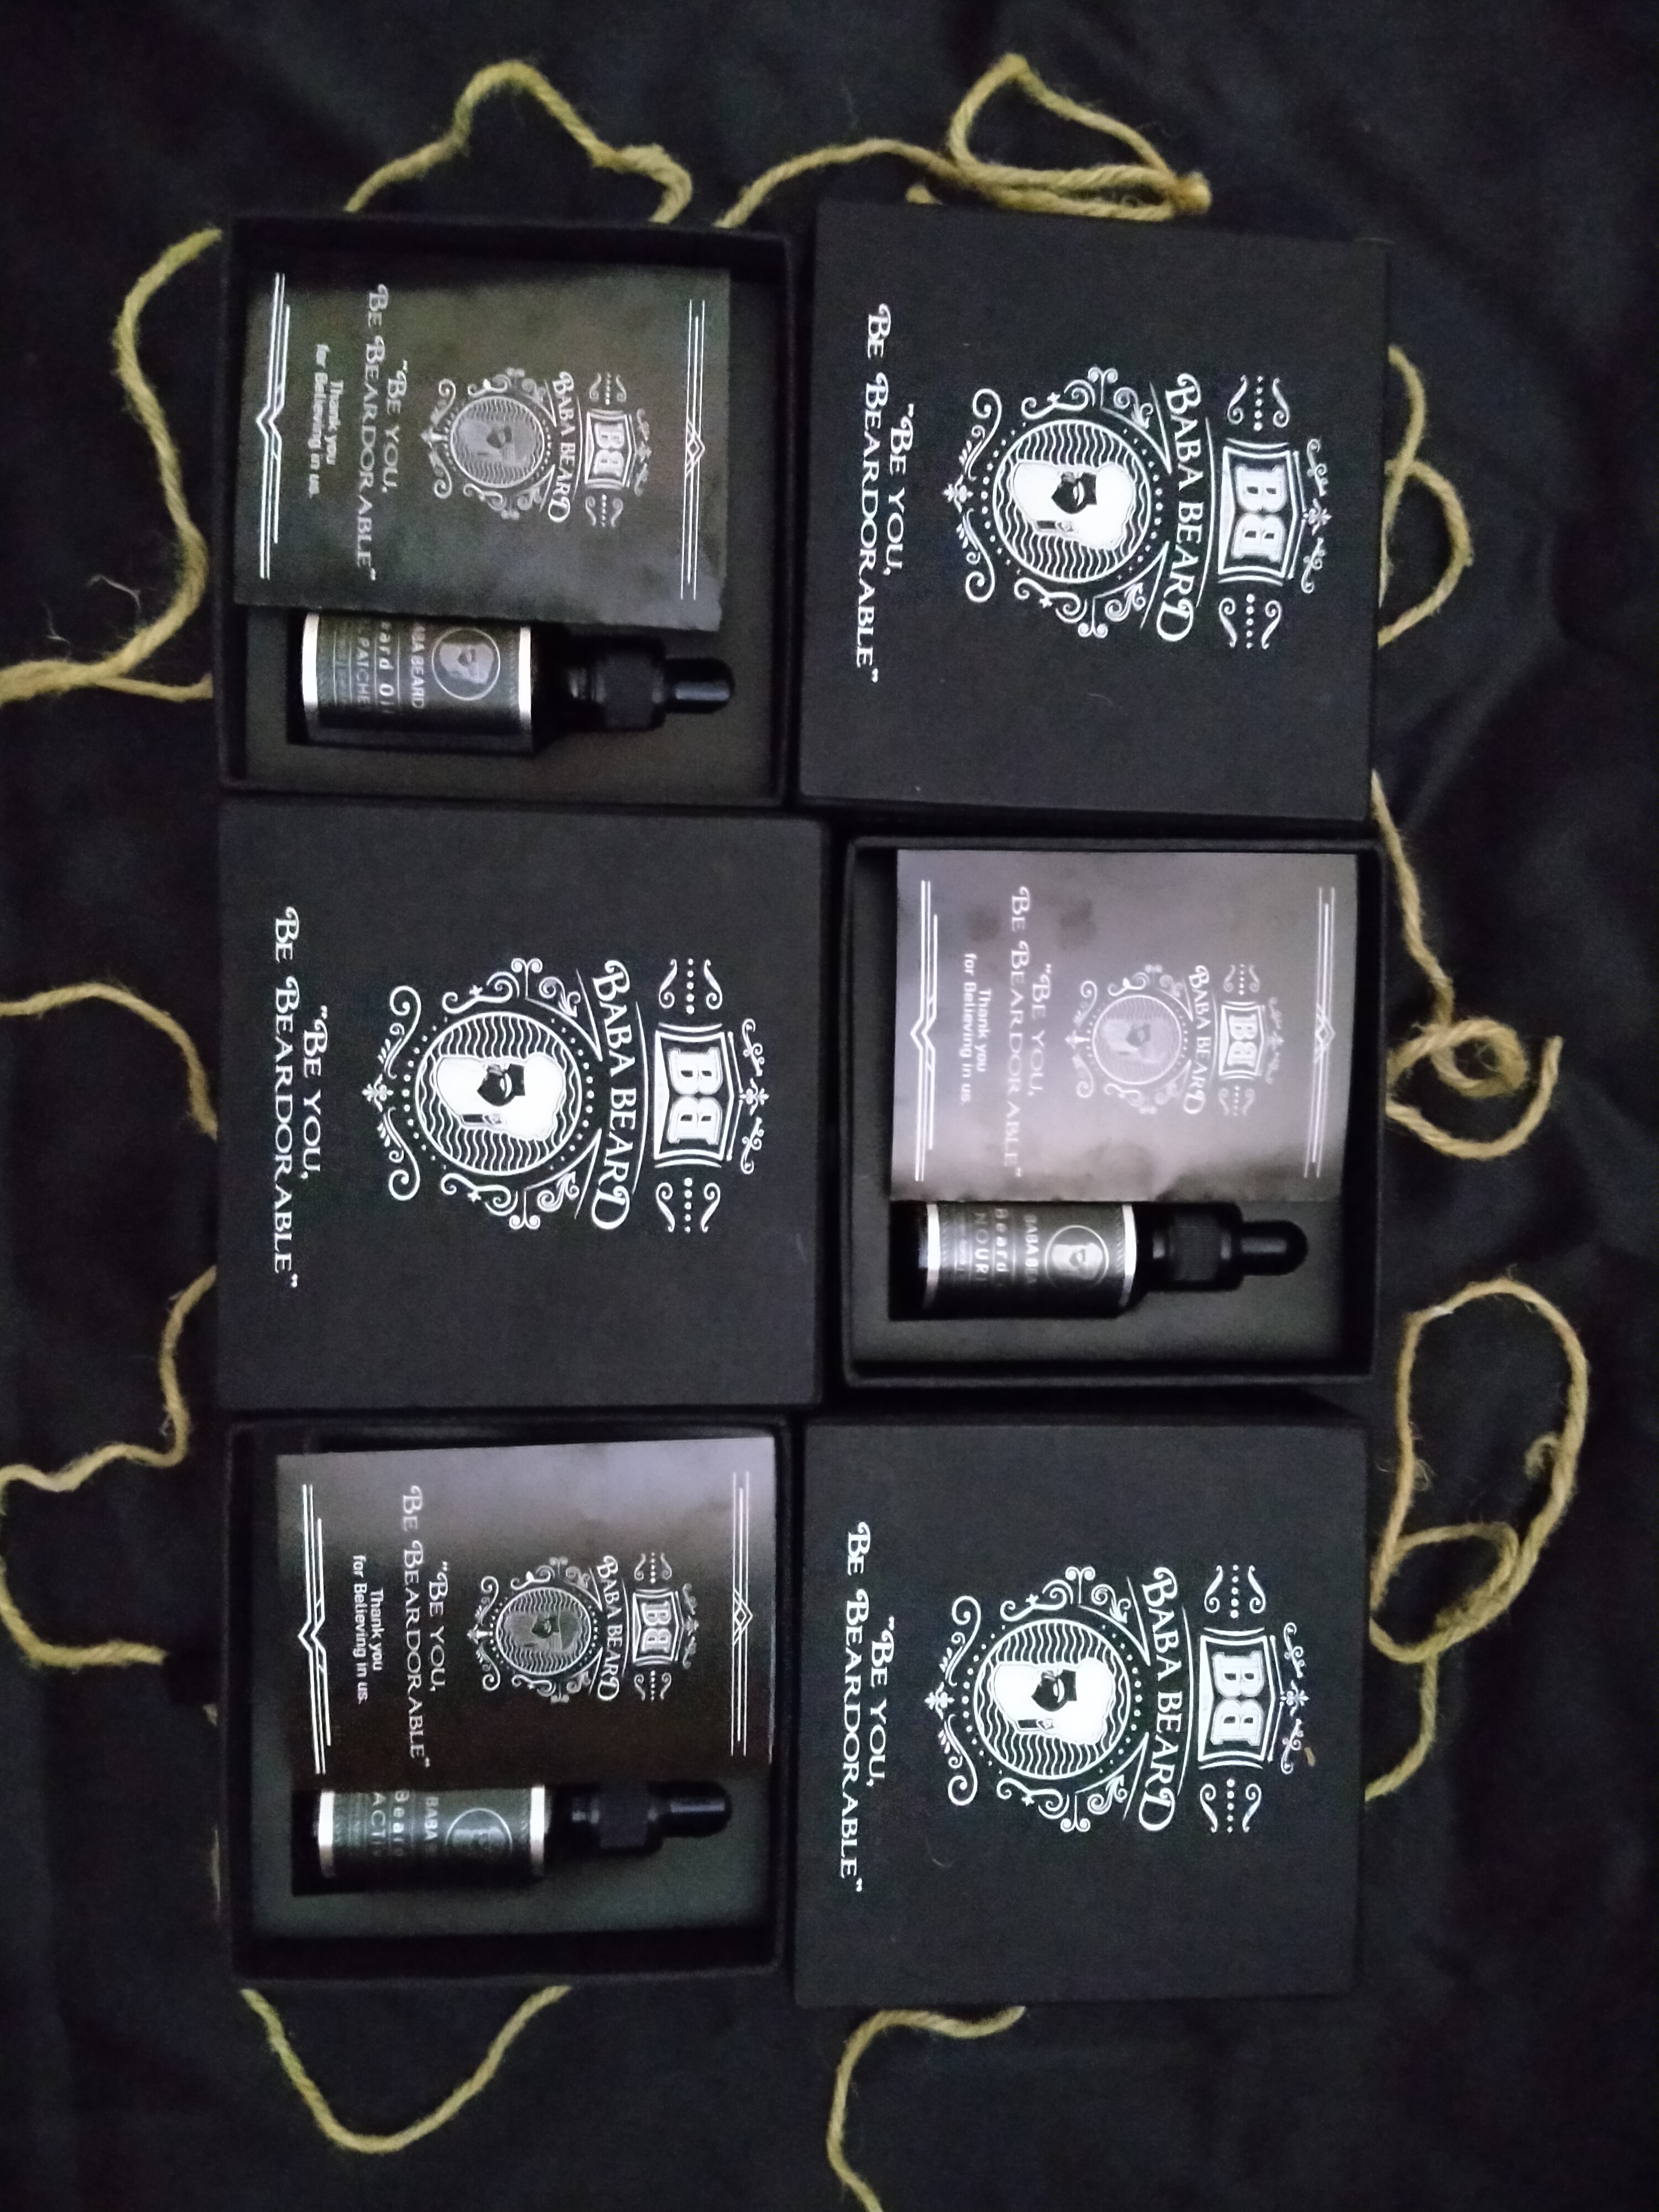 BB
BABA BEARD
"BE YOU,
BE BEARDORABLE"
BB
BABA BEARD
"BE YOU,
BE BEARDORABLE"
Thank you
for Believing in us.
BABA BEA
Beard
NOURI
BB
BABA BEARD
"BE YOU,
BE BEARDORABLE"
BB
BABA BEARD
"BE YOU,
BE BEARDORABLE"
Thank you
for Believing in us.
ABA BEARD
eard Oil
L PATCHE
BB
BABA BEARD
"BE YOU,
BE BEARDORABLE"
BB
BABA BEARD
"BE YOU,
BE BEARDORABLE"
Thank you
for Believing in us.
BABA B
Beard
ACTIV